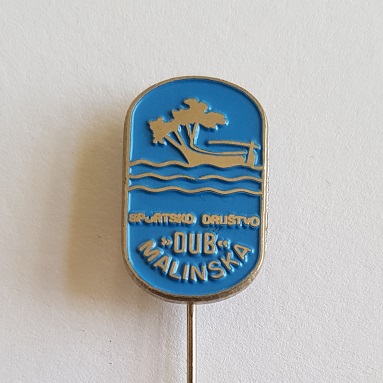 SPORTSKO DRUŠTVO
»DUB«
MALINSKA